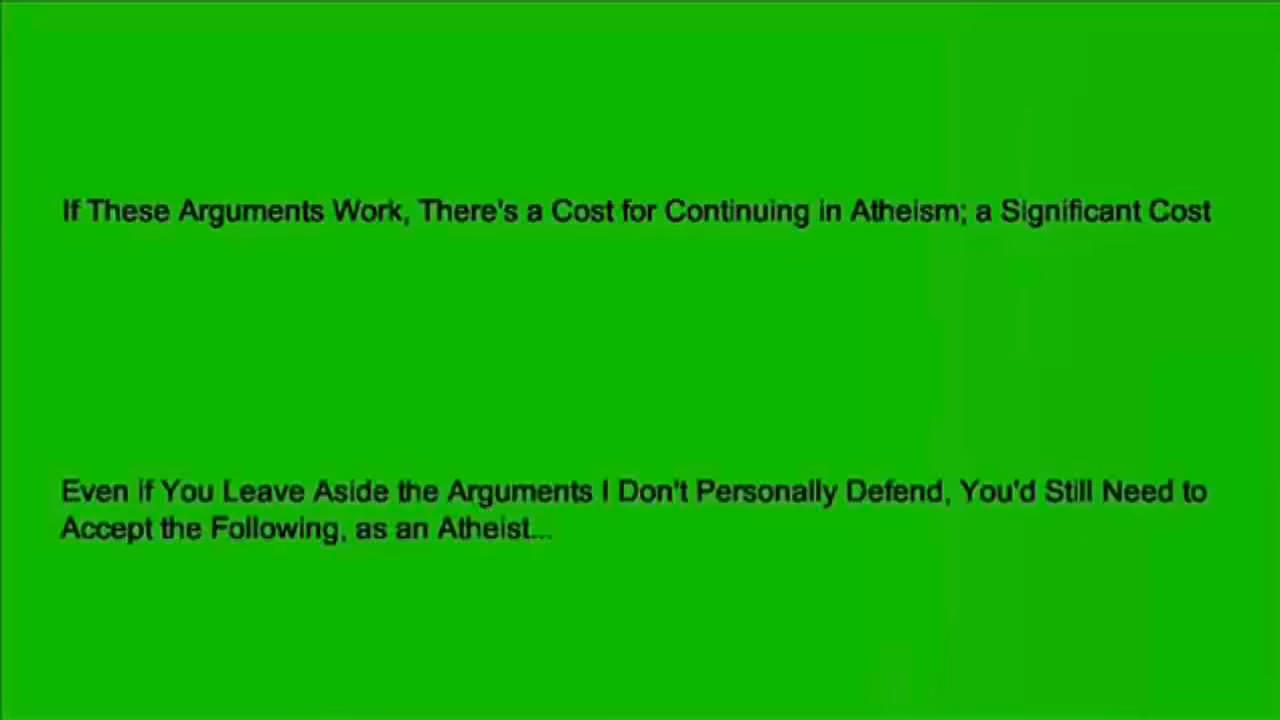 If These Arguments Work, There's a Cost for Continuing in Atheism; a Significant Cost
Even if You Leave Aside the Arguments I Don't Personally Defend, You'd Still Need to
Accept the Following, as an Atheist...